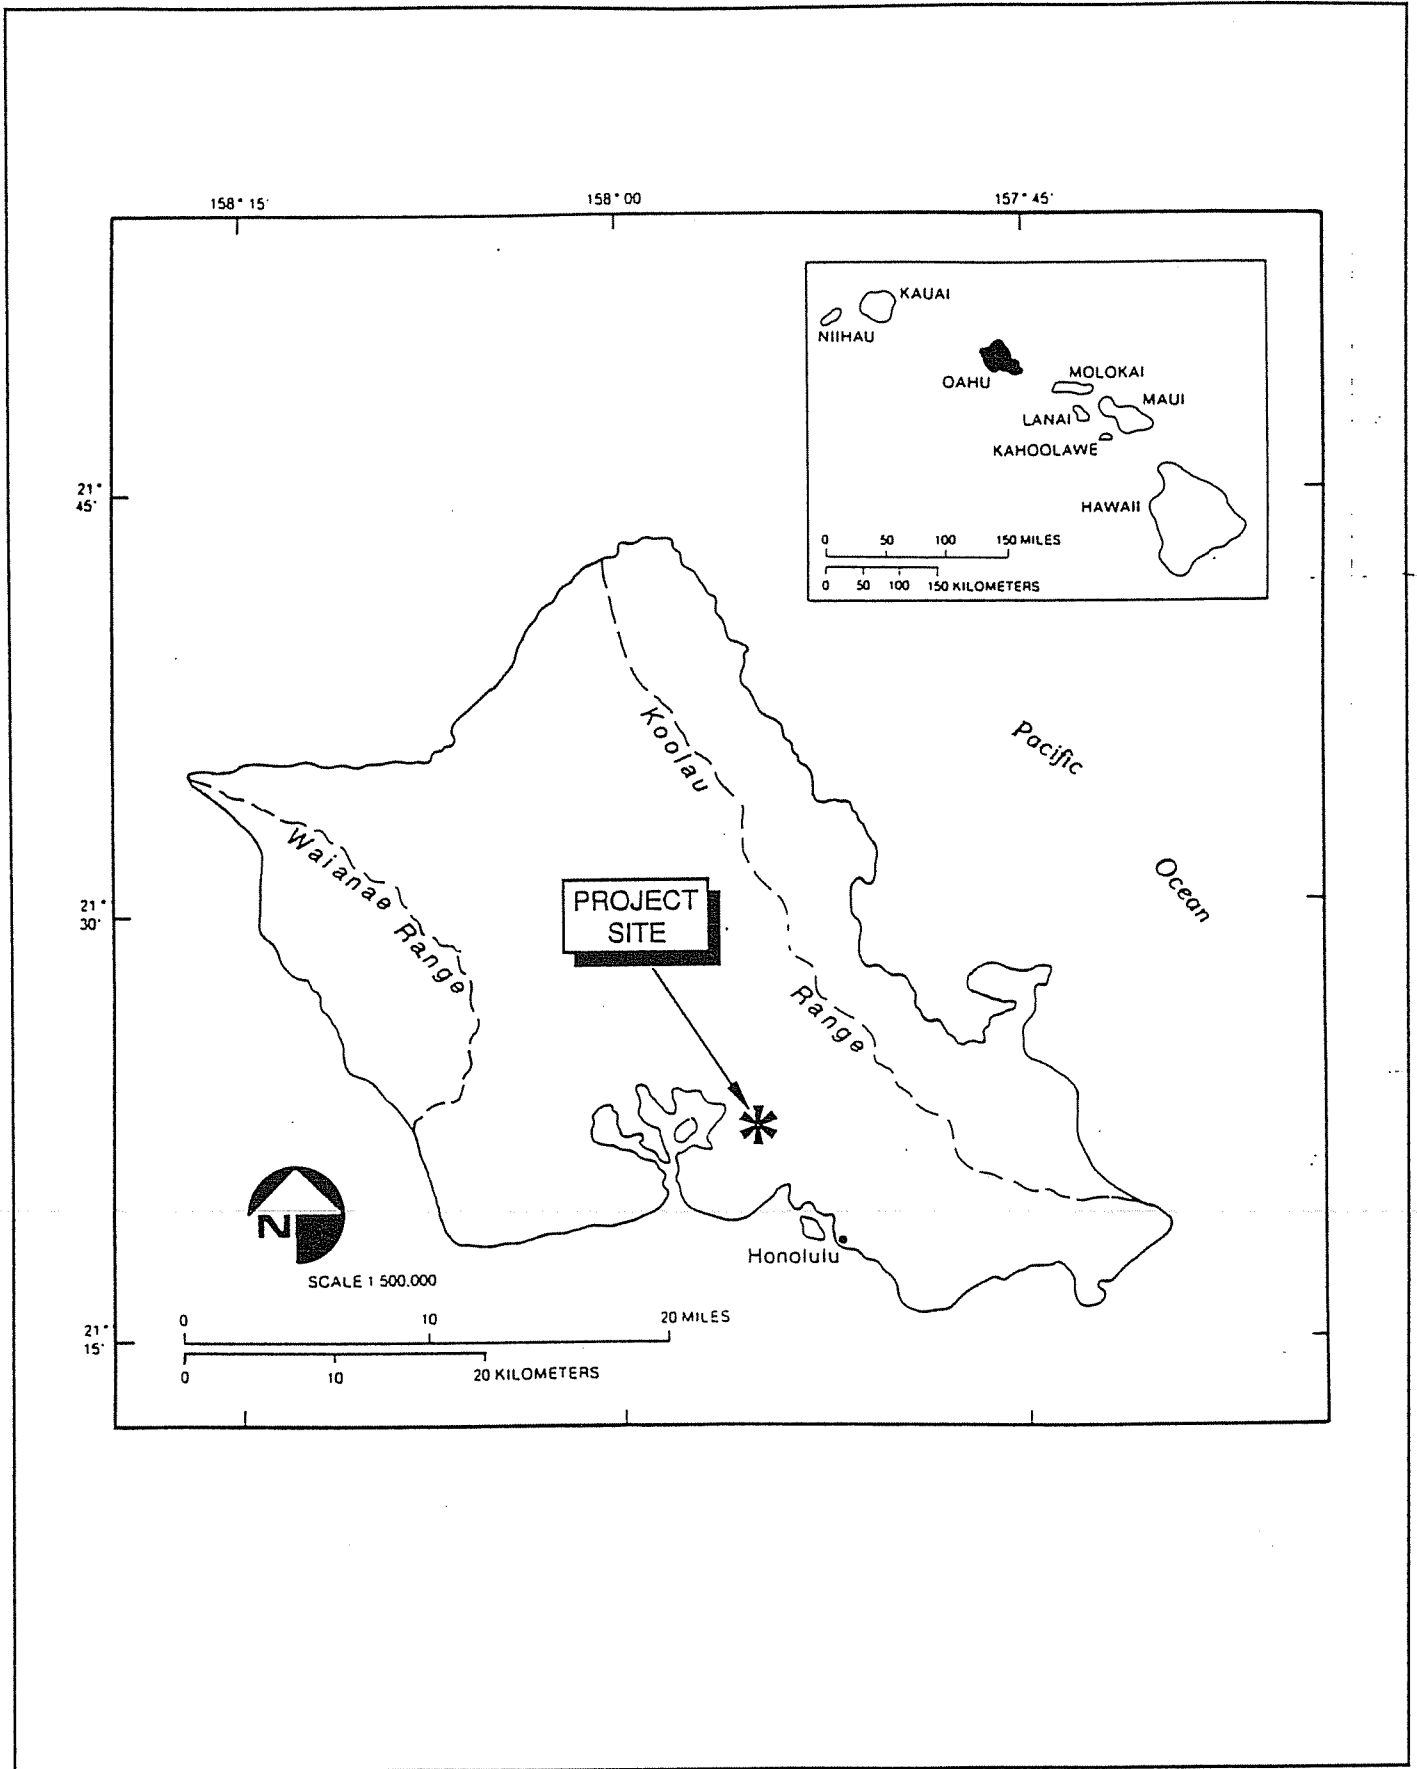 158° 15'
158° 00'
157° 45'
KAUAI
NIIHAU
OAHU
MOLOKAI
MAUI
LANAI
KAHOOLAWE
HAWAII
0 50 100 150 MILES
0 50 100 150 KILOMETERS
21°
45'
Koolau
Pacific
Waianae Range
Ocean
PROJECT
SITE
21°
30'
Range
N
Honolulu
SCALE 1 500,000
0 10 20 MILES
21°
15'
0 10 20 KILOMETERS